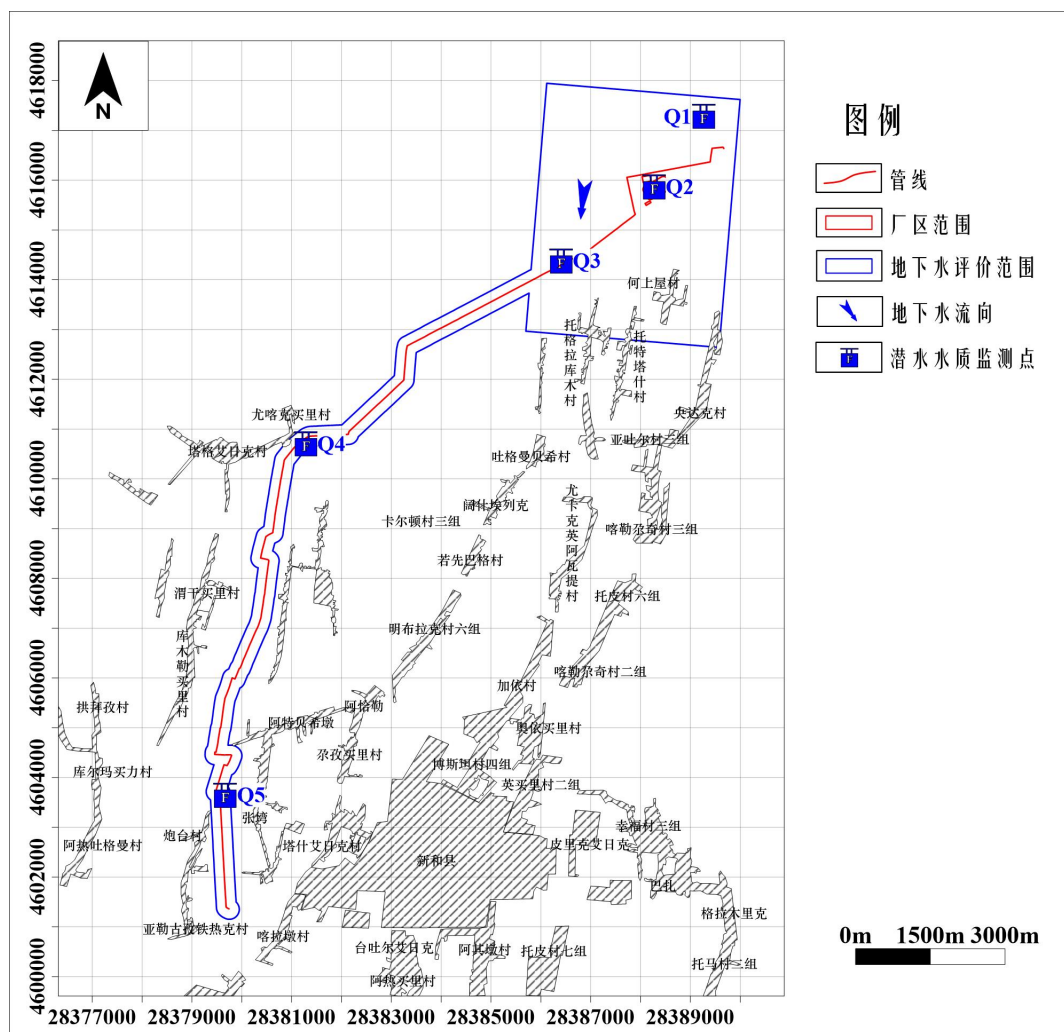 4618000
4616000
4614000
4612000
4610000
4608000
4606000
4604000
4602000
4600000
28377000
28379000
28381000
28383000
28385000
28387000
28389000
N
Q1
F
Q2
F
Q3
F
Q4
F
Q5
F
何上屋村
托格拉库木村
托特塔什村
央达克村
亚吐尔村三组
尤喀克买里村
塔格艾日克村
吐格曼贝希村
阔什埃列克
卡尔顿村三组
尤卡克英阿瓦提村
喀勒尕奇村三组
若先巴格村
渭干买里村
托皮村六组
明布拉克村六组
库木勒买里村
喀勒尕奇村二组
加依村
拱拜孜村
阿恰勒
阿特贝希墩
奥依买里村
尕孜买里村
博斯坦村四组
库尔玛买力村
英买里村二组
张塆
炮台村
幸福村三组
阿热吐格曼村
塔什艾日克村
皮里克艾日克
新和县
巴扎
格拉木里克
亚勒古孜铁热克村
喀拉墩村
台吐尔艾日克
阿其墩村
托皮村七组
托马村三组
阿热买里村
图例
管线
厂区范围
地下水评价范围
地下水流向
F
潜水水质监测点
0m 1500m 3000m